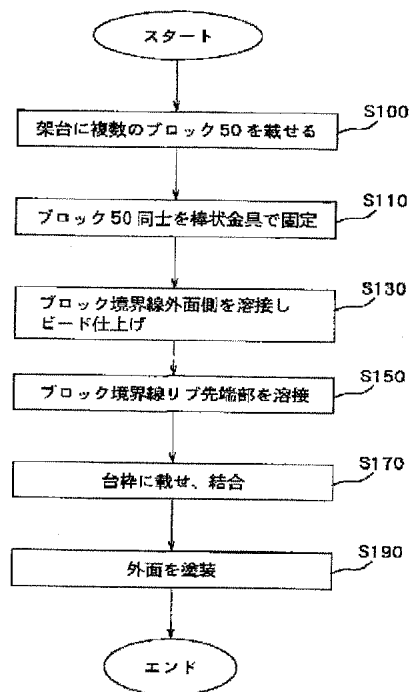 スタート
S100
架台に複数のブロック50を載せる
S110
ブロック50同士を棒状金具で固定
S130
ブロック境界線外面側を溶接し
ビード仕上げ
S150
ブロック境界線リブ先端部を溶接
S170
台枠に載せ、結合
S190
外面を塗装
エンド